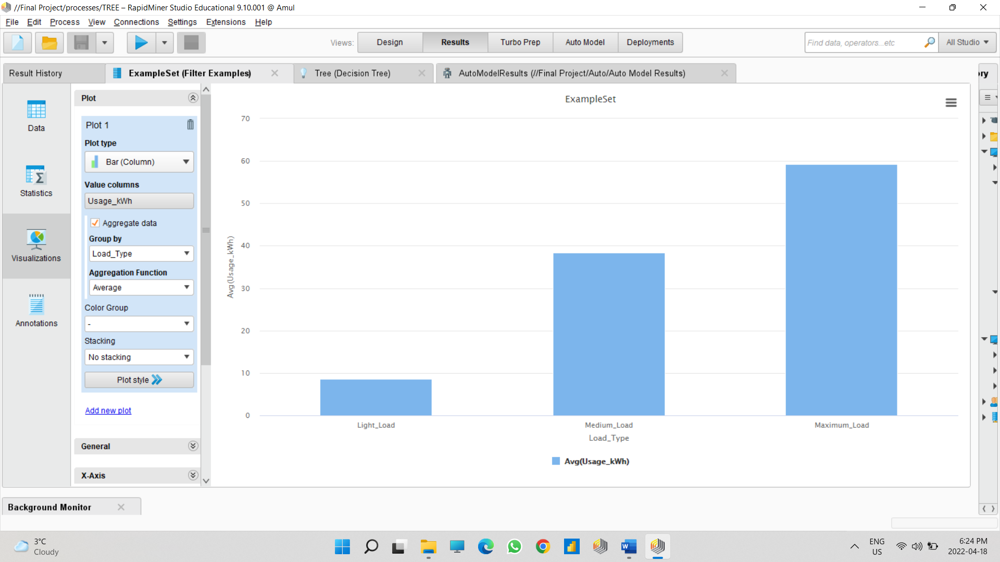 //Final Project/processes/TREE – RapidMiner Studio Educational 9.10.001 @ Amul
File Edit Process View Connections Settings Extensions Help
Views: Design Results Turbo Prep Auto Model Deployments
Find data, operators...etc All Studio
Result History
ExampleSet (Filter Examples)
Tree (Decision Tree)
AutoModelResults (//Final Project/Auto/Auto Model Results)
ry
Data
Statistics
Visualizations
Annotations
Plot
Plot 1
Plot type
Bar (Column)
Value columns
Usage_kWh
Aggregate data
Group by
Load_Type
Aggregation Function
Average
Color Group
-
Stacking
No stacking
Plot style
Add new plot
General
X-Axis
ExampleSet
70
60
50
40
30
20
10
0
Avg(Usage_kWh)
Light_Load Medium_Load Maximum_Load
Load_Type
Avg(Usage_kWh)
Background Monitor
3°C
Cloudy
ENG
US
6:24 PM
2022-04-18